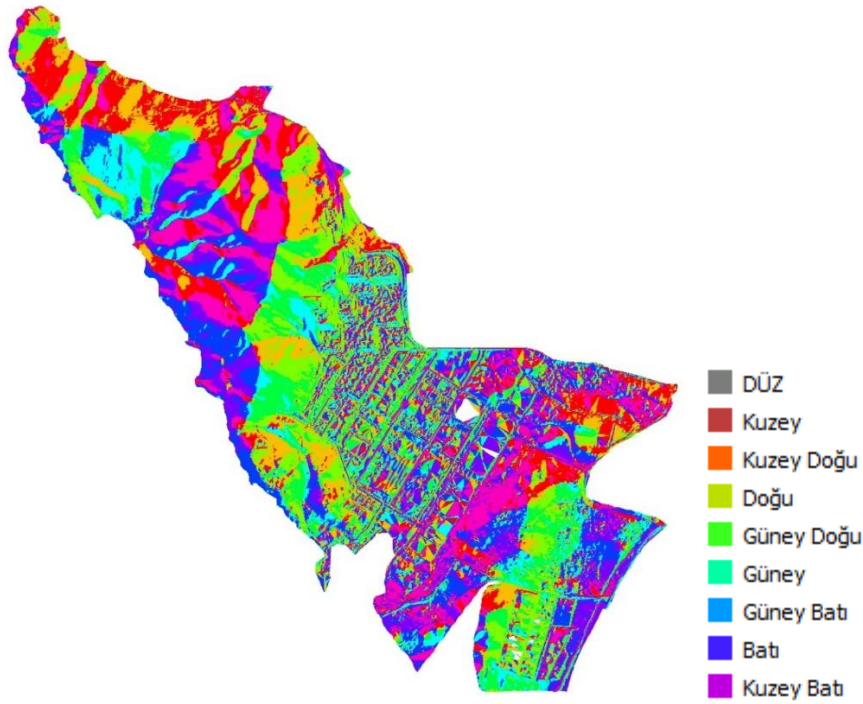 DÜZ
Kuzey
Kuzey Doğu
Doğu
Güney Doğu
Güney
Güney Batı
Batı
Kuzey Batı